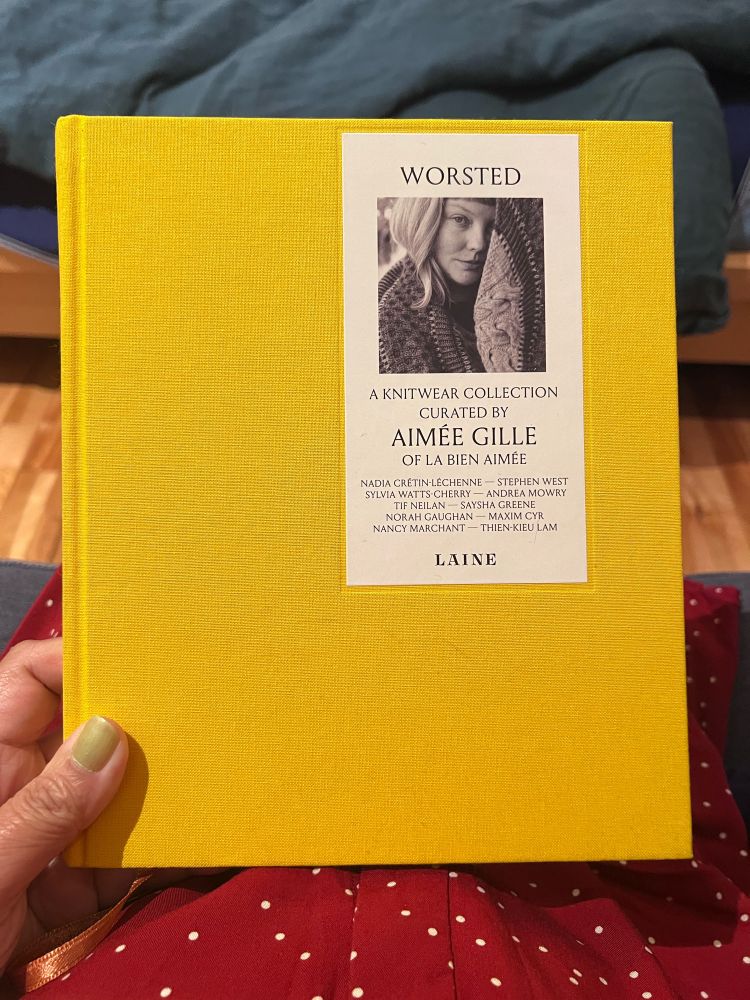 WORSTED
A KNITWEAR COLLECTION
CURATED BY
AIMÉE GILLE
OF LA BIEN AIMÉE
NADIA CRÉTIN-LÉCHENNE — STEPHEN WEST
SYLVIA WATTS-CHERRY — ANDREA MOWRY
TIF NEILAN — SAYSHA GREENE
NORAH GAUGHAN — MAXIM CYR
NANCY MARCHANT — THIEN-KIEU LAM
LAINE